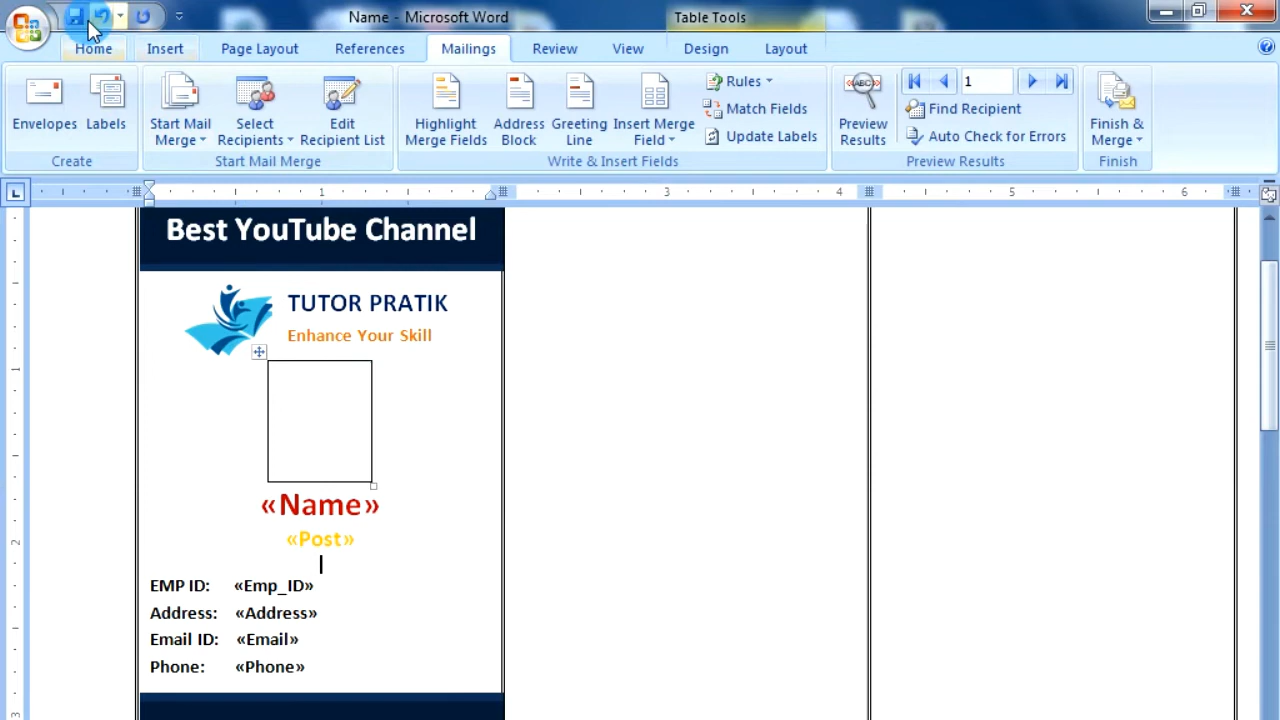 Name - Microsoft Word
Table Tools
Home
Insert
Page Layout
References
Mailings
Review
View
Design
Layout
Envelopes
Labels
Create
Start Mail
Merge
Select
Recipients
Edit
Recipient List
Start Mail Merge
Highlight
Merge Fields
Address
Block
Greeting
Line
Insert Merge
Field
Rules
Match Fields
Update Labels
Write & Insert Fields
ABC
Preview
Results
1
Find Recipient
Auto Check for Errors
Preview Results
Finish &
Merge
Finish
1 3 4 5 6
1
2
3
Best YouTube Channel
TUTOR PRATIK
Enhance Your Skill
«Name»
«Post»
EMP ID: «Emp_ID»
Address: «Address»
Email ID: «Email»
Phone: «Phone»